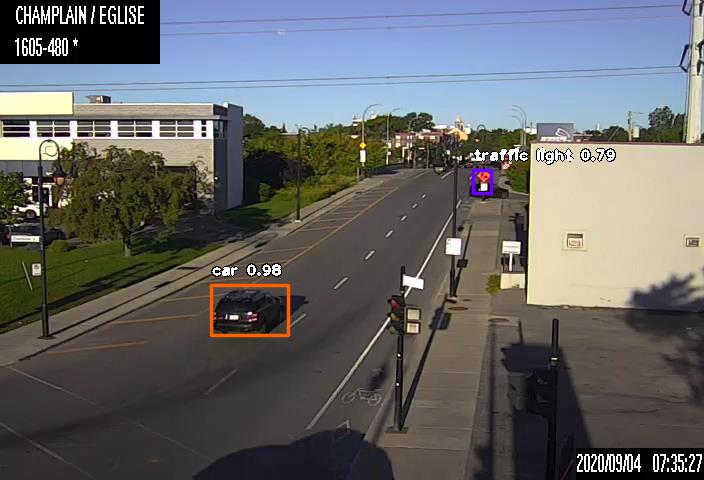 CHAMPLAIN / EGLISE
1605-480 *
traffic light 0.79
car 0.98
2020/09/04 07:35:27